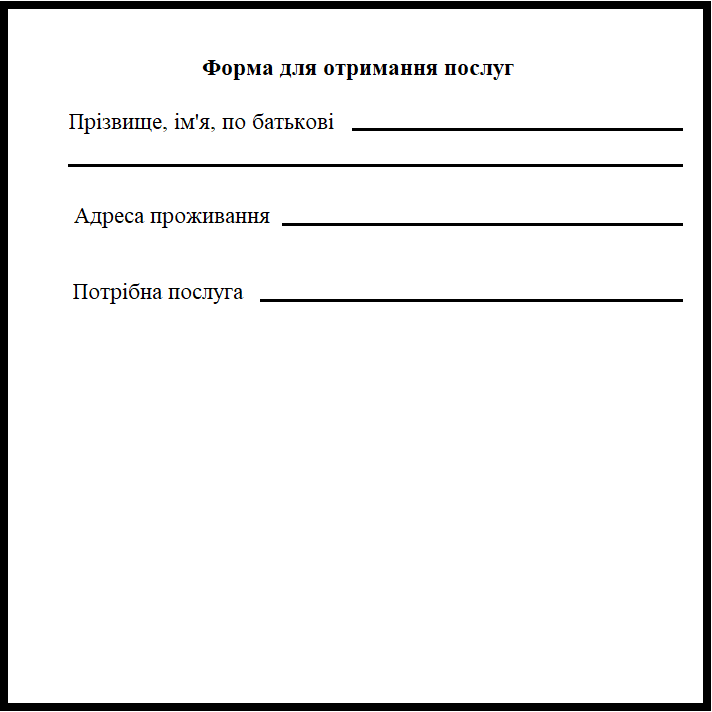 Форма для отримання послуг
Прізвище, ім'я, по батькові
Адреса проживання
Потрібна послуга